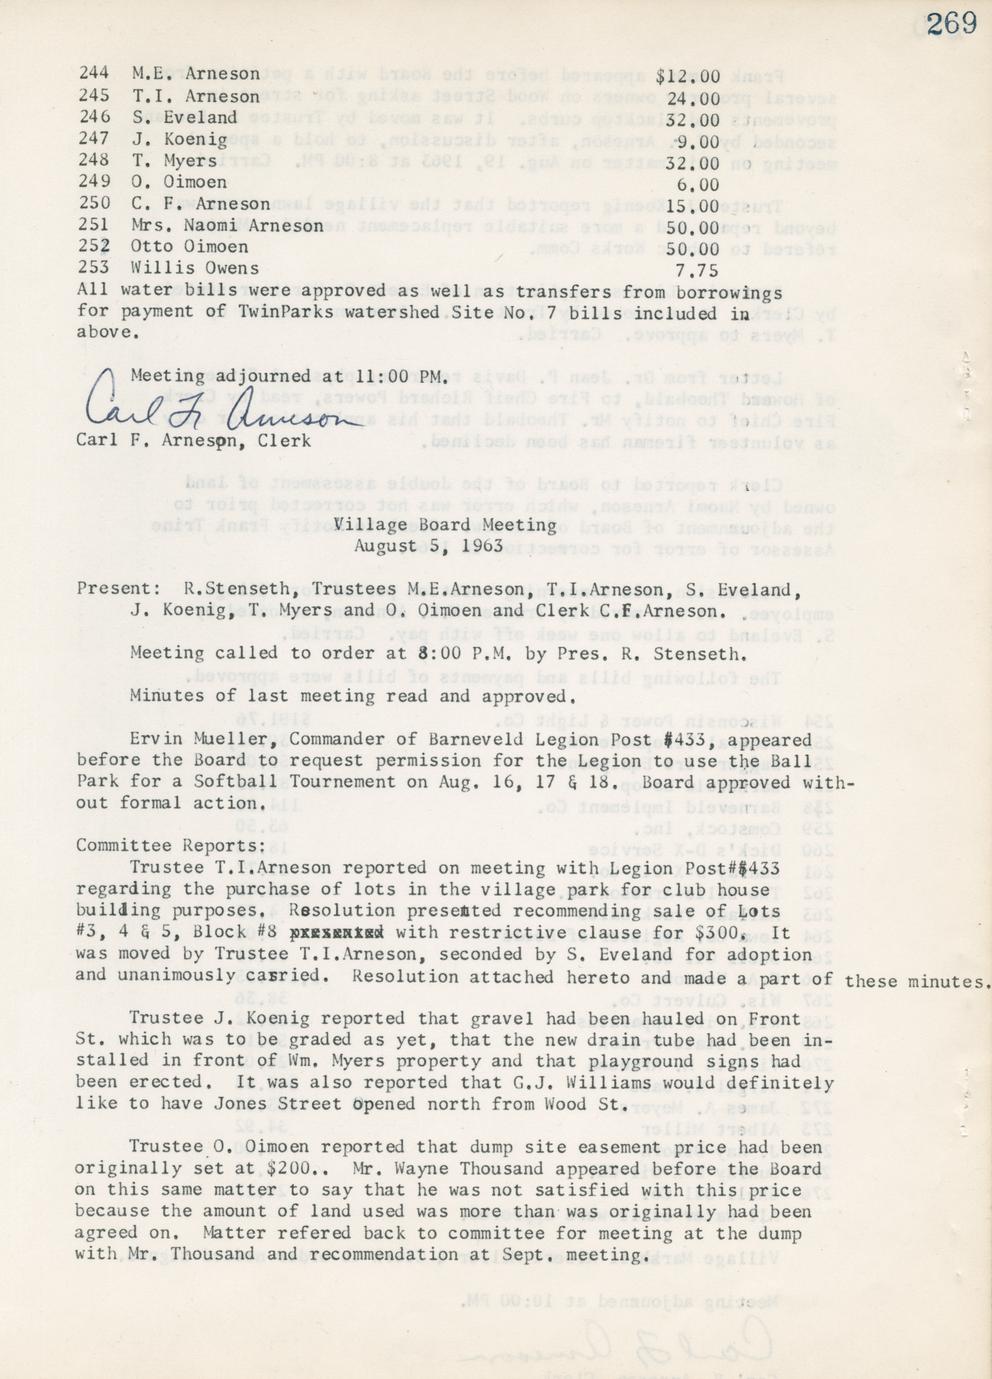 269
244 M.E. Arneson $12.00
245 T.I. Arneson 24.00
246 S. Eveland 32.00
247 J. Koenig 9.00
248 T. Myers 32.00
249 O. Oimoen 6.00
250 C. F. Arneson 15.00
251 Mrs. Naomi Arneson 50.00
252 Otto Oimoen 50.00
253 Willis Owens 7.75
All water bills were approved as well as transfers from borrowings
for payment of TwinParks watershed Site No. 7 bills included in
above.
Meeting adjourned at 11:00 PM.
Carl F. Arneson
Carl F. Arneson, Clerk
Village Board Meeting
August 5, 1963
Present: R.Stenseth, Trustees M.E.Arneson, T.I.Arneson, S. Eveland,
J. Koenig, T. Myers and O. Oimoen and Clerk C.F.Arneson.
Meeting called to order at 8:00 P.M. by Pres. R. Stenseth.
Minutes of last meeting read and approved.
Ervin Mueller, Commander of Barneveld Legion Post #433, appeared
before the Board to request permission for the Legion to use the Ball
Park for a Softball Tournement on Aug. 16, 17 & 18. Board approved with-
out formal action.
Committee Reports:
Trustee T.I.Arneson reported on meeting with Legion Post##433
regarding the purchase of lots in the village park for club house
building purposes. Resolution presented recommending sale of Lots
#3, 4 & 5, Block #8 presented with restrictive clause for $300. It
was moved by Trustee T.I.Arneson, seconded by S. Eveland for adoption
and unanimously carried. Resolution attached hereto and made a part of these minutes.
Trustee J. Koenig reported that gravel had been hauled on Front
St. which was to be graded as yet, that the new drain tube had been in-
stalled in front of Wm. Myers property and that playground signs had
been erected. It was also reported that G.J. Williams would definitely
like to have Jones Street opened north from Wood St.
Trustee O. Oimoen reported that dump site easement price had been
originally set at $200.. Mr. Wayne Thousand appeared before the Board
on this same matter to say that he was not satisfied with this price
because the amount of land used was more than was originally had been
agreed on. Matter refered back to committee for meeting at the dump
with Mr. Thousand and recommendation at Sept. meeting.